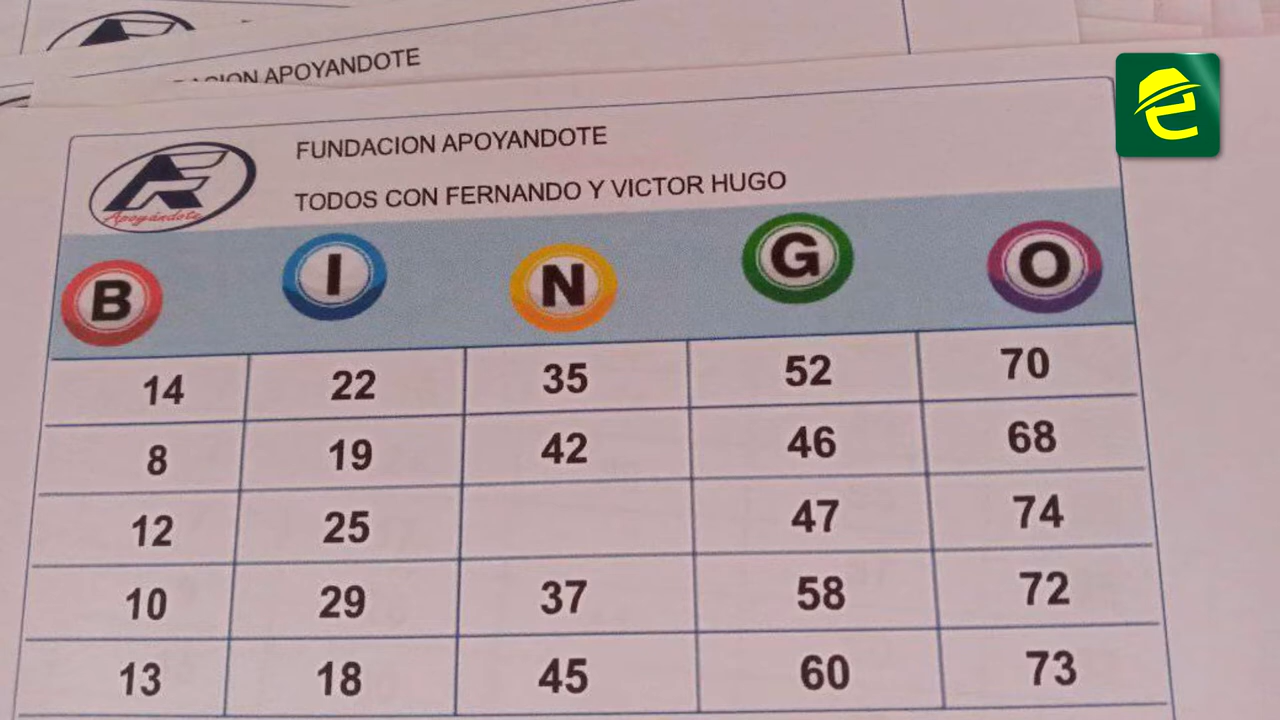 ACION APOYANDOTE
FUNDACION APOYANDOTE
TODOS CON FERNANDO Y VICTOR HUGO
Apoyándote
B I N G O
14 22 35 52 70
8 19 42 46 68
12 25 47 74
10 29 37 58 72
13 18 45 60 73